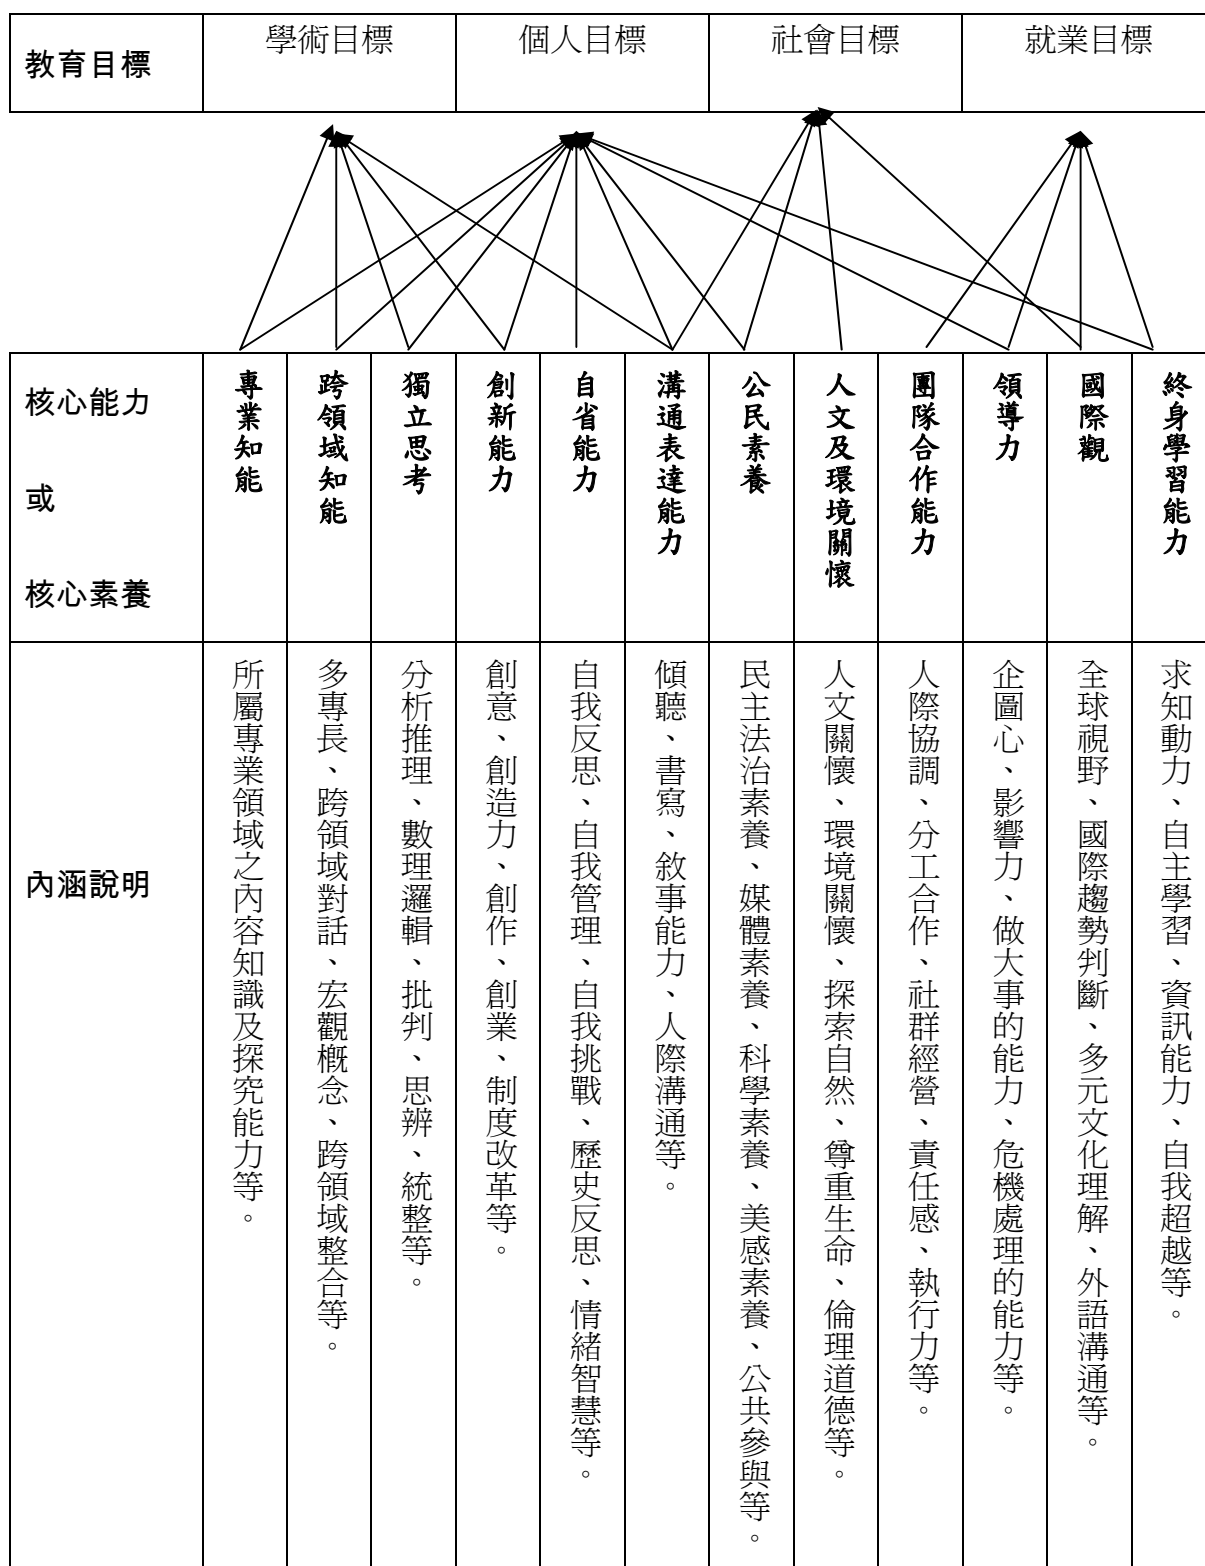 教育目標
學術目標
個人目標
社會目標
就業目標
核心能力
或
核心素養
專業知能
跨領域知能
獨立思考
創新能力
自省能力
溝通表達能力
公民素養
人文及環境關懷
團隊合作能力
領導力
國際觀
終身學習能力
內涵說明
所屬專業領域之內容知識及探究能力等。
多專長、跨領域對話、宏觀概念、跨領域整合等。
分析推理、數理邏輯、批判、思辨、統整等。
創意、創造力、創作、創業、制度改革等。
自我反思、自我管理、自我挑戰、歷史反思、情緒智慧等。
傾聽、書寫、敘事能力、人際溝通等。
民主法治素養、媒體素養、科學素養、美感素養、公共參與等。
人文關懷、環境關懷、探索自然、尊重生命、倫理道德等。
人際協調、分工合作、社群經營、責任感、執行力等。
企圖心、影響力、做大事的能力、危機處理的能力等。
全球視野、國際趨勢判斷、多元文化理解、外語溝通等。
求知動力、自主學習、資訊能力、自我超越等。